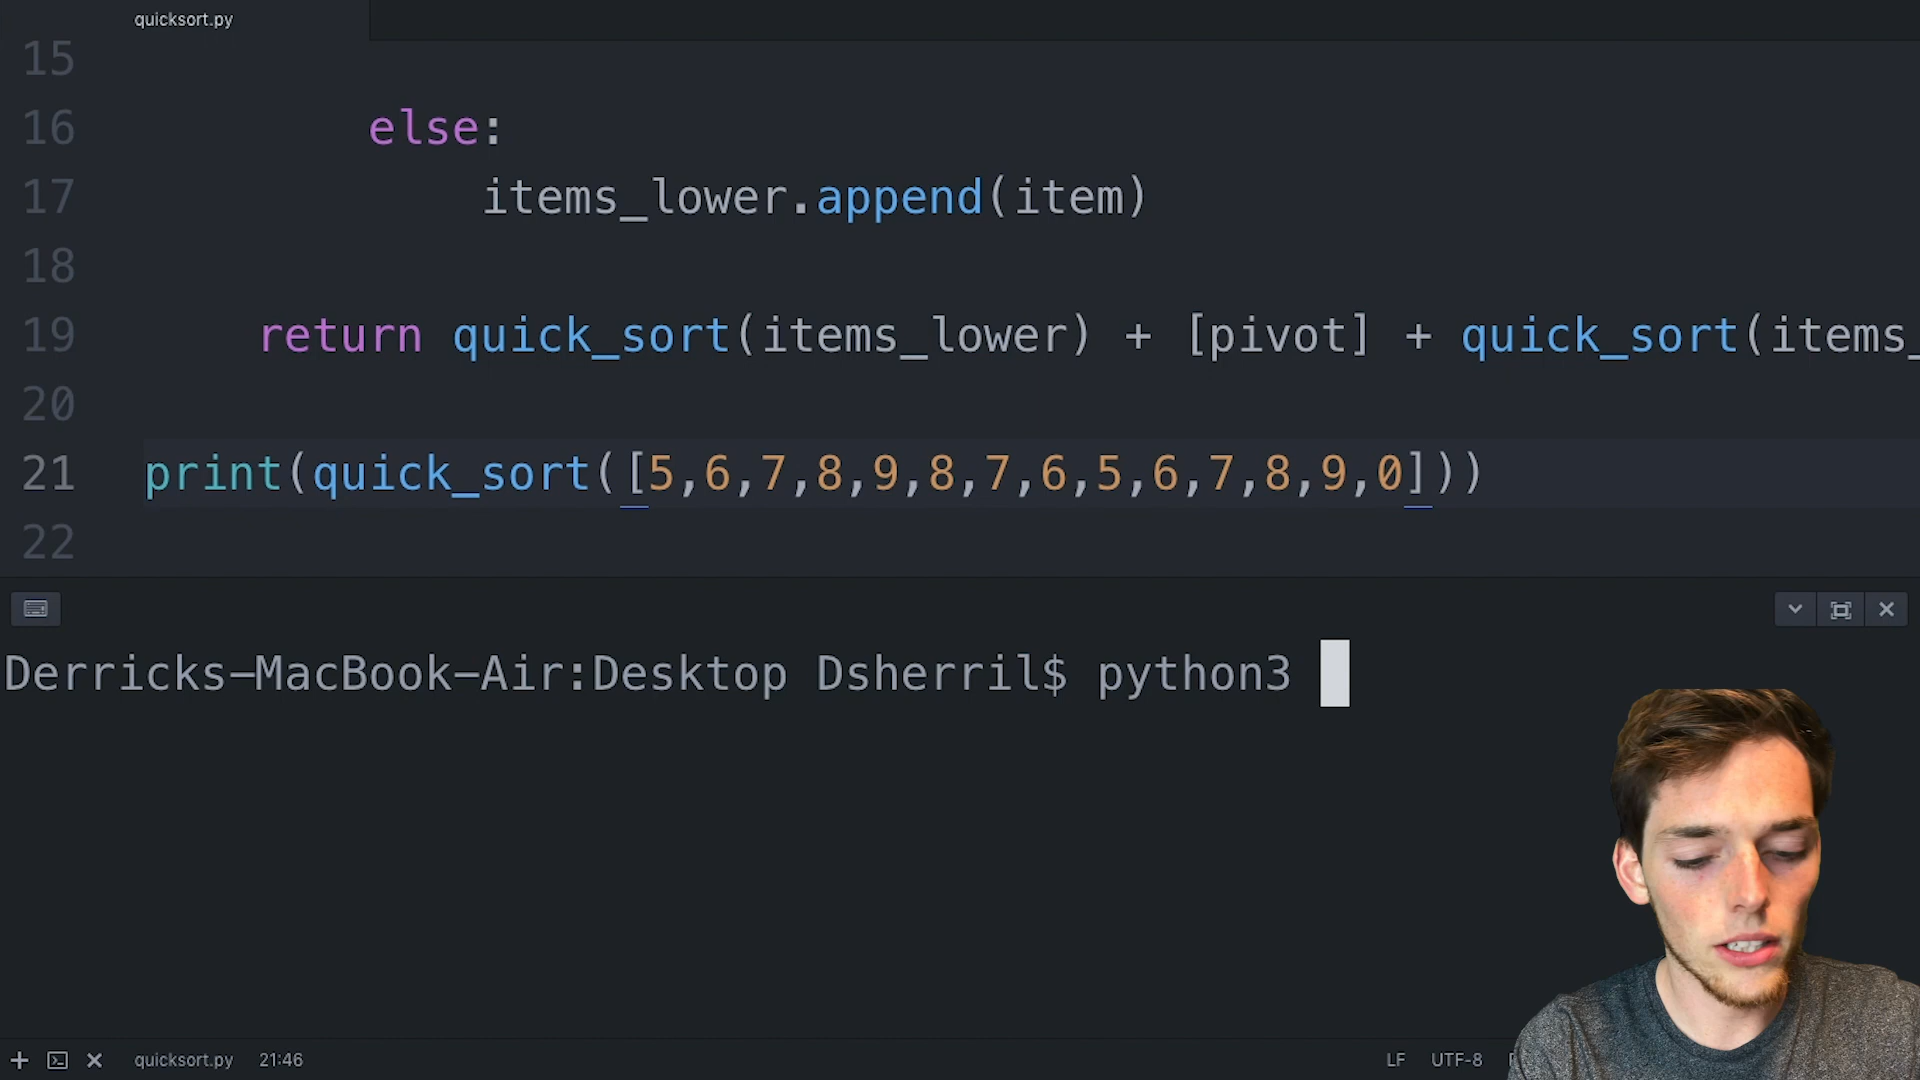 quicksort.py
15
16 else:
17 items_lower.append(item)
18
19 return quick_sort(items_lower) + [pivot] + quick_sort(items_
20
21 print(quick_sort([5,6,7,8,9,8,7,6,5,6,7,8,9,0]))
22
Derricks-MacBook-Air:Desktop Dsherril$ python3
quicksort.py 21:46 LF UTF-8